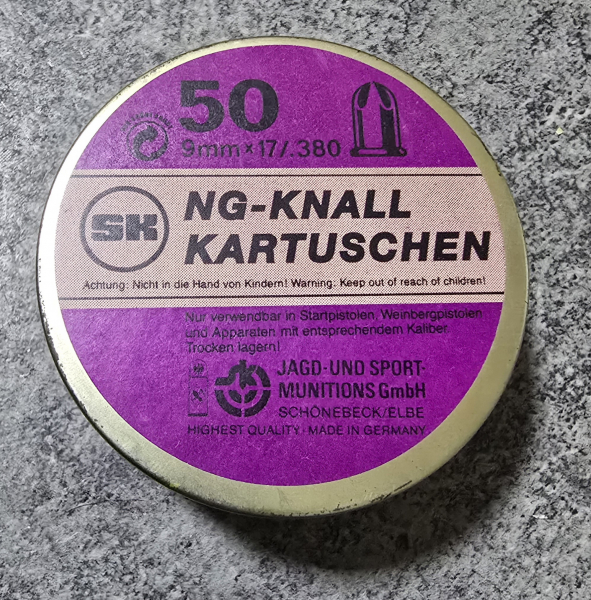 50
9mm×17/.380
SK
NG-KNALL
KARTUSCHEN
Achtung: Nicht in die Hand von Kindern! Warning: Keep out of reach of children!
Nur verwendbar in Startpistolen, Weinbergpistolen
und Apparaten mit entsprechendem Kaliber.
Trocken lagern!
JAGD-UND SPORT-
MUNITIONS GmbH
SCHÖNEBECK/ELBE
HIGHEST QUALITY · MADE IN GERMANY